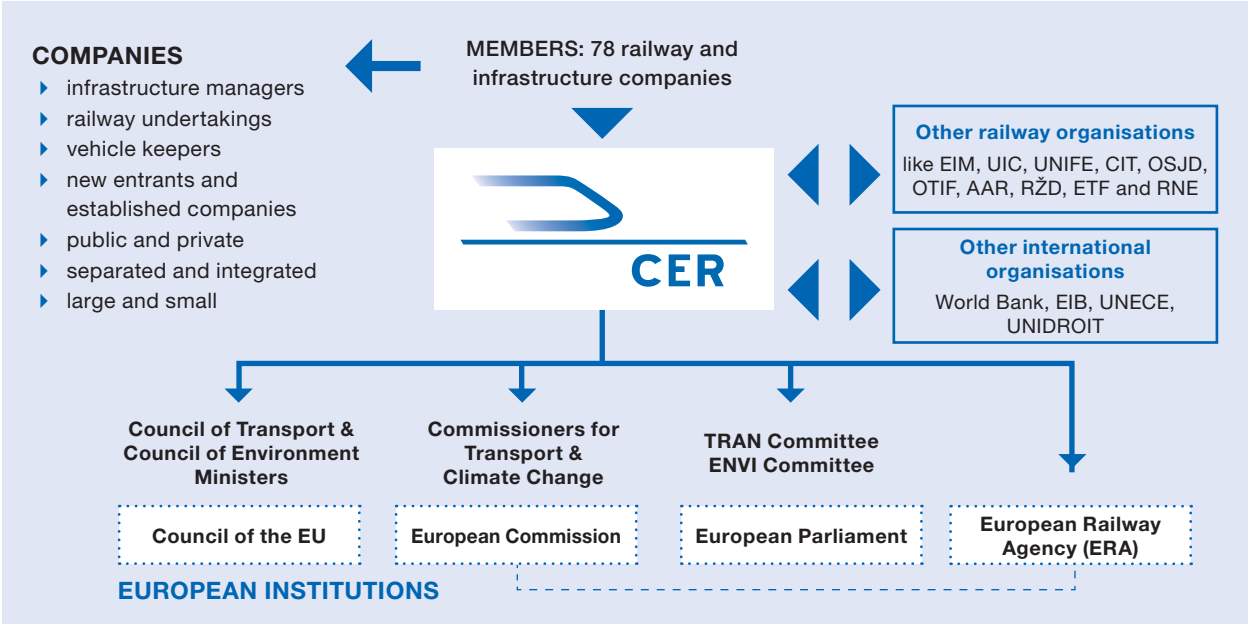 COMPANIES
infrastructure managers
railway undertakings
vehicle keepers
new entrants and
established companies
public and private
separated and integrated
large and small
MEMBERS: 78 railway and
infrastructure companies
CER
Other railway organisations
like EIM, UIC, UNIFE, CIT, OSJD,
OTIF, AAR, RŽD, ETF and RNE
Other international
organisations
World Bank, EIB, UNECE,
UNIDROIT
Council of Transport &
Council of Environment
Ministers
Commissioners for
Transport &
Climate Change
TRAN Committee
ENVI Committee
Council of the EU
European Commission
European Parliament
European Railway
Agency (ERA)
EUROPEAN INSTITUTIONS